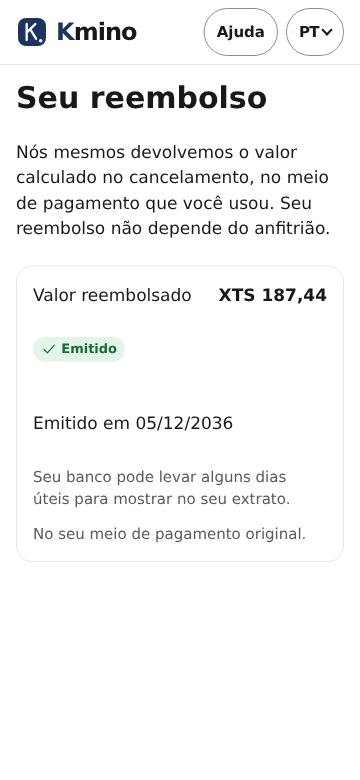 K. Kmino
Ajuda
PT
Seu reembolso
Nós mesmos devolvemos o valor
calculado no cancelamento, no meio
de pagamento que você usou. Seu
reembolso não depende do anfitrião.
Valor reembolsado XTS 187,44
Emitido
Emitido em 05/12/2036
Seu banco pode levar alguns dias
úteis para mostrar no seu extrato.
No seu meio de pagamento original.